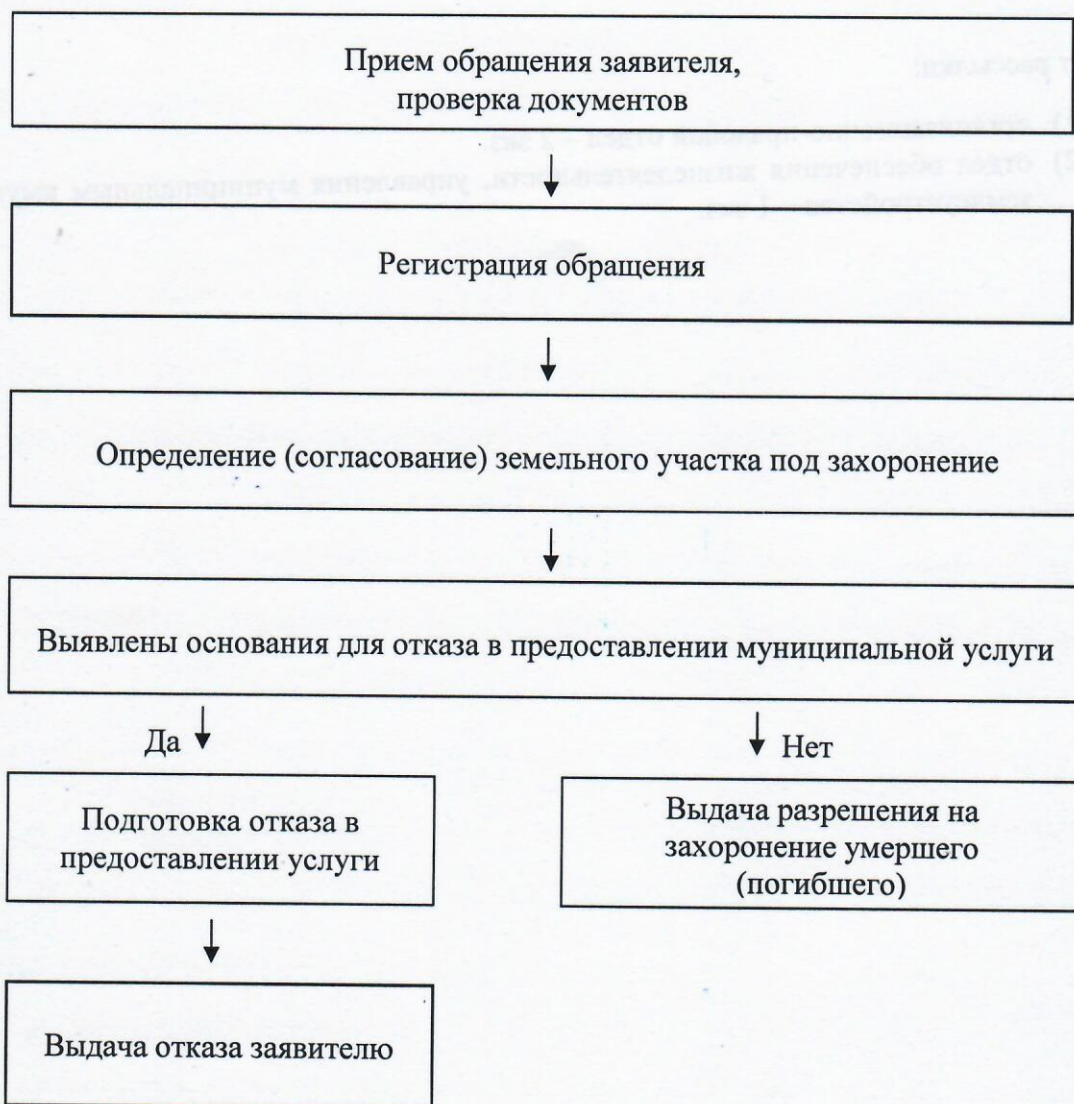 Прием обращения заявителя,
проверка документов
Регистрация обращения
Определение (согласование) земельного участка под захоронение
Выявлены основания для отказа в предоставлении муниципальной услуги
Да
Нет
Подготовка отказа в
предоставлении услуги
Выдача разрешения на
захоронение умершего
(погибшего)
Выдача отказа заявителю